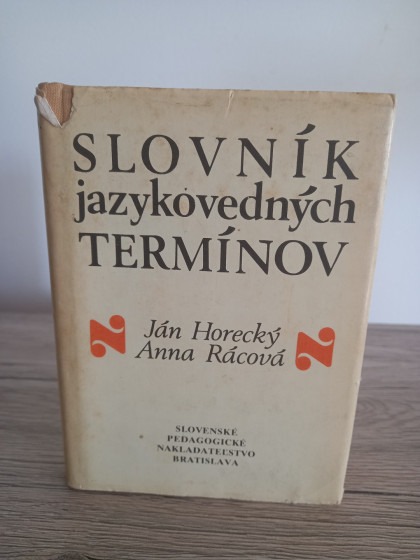 SLOVNÍK
jazykovedných
TERMÍNOV
Ján Horecký
Anna Rácová
SLOVENSKÉ
PEDAGOGICKÉ
NAKLADATEĽSTVO
BRATISLAVA